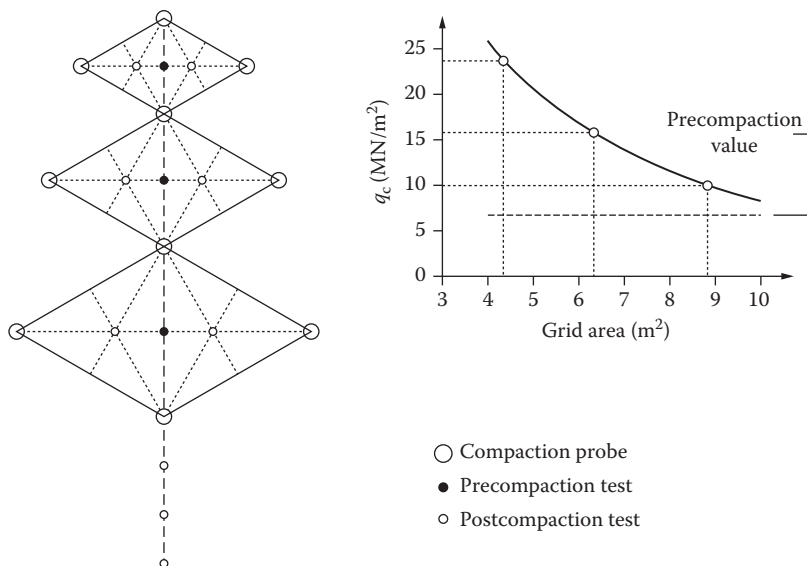 25
20
15
10
5
0
q_c (MN/m²)
Precompaction
value
3 4 5 6 7 8 9 10
Grid area (m²)
Compaction probe
Precompaction test
Postcompaction test